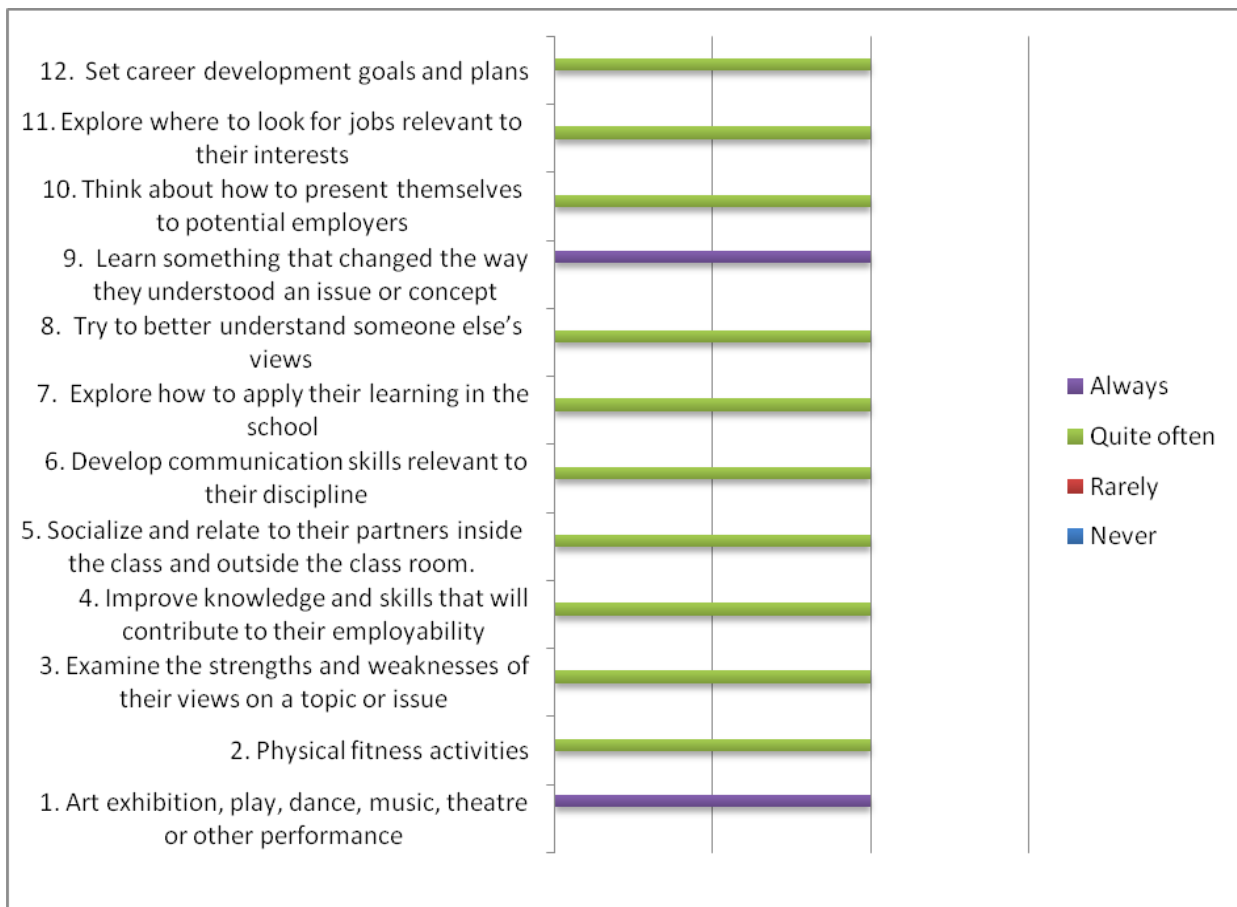 12. Set career development goals and plans
11. Explore where to look for jobs relevant to
their interests
10. Think about how to present themselves
to potential employers
9. Learn something that changed the way
they understood an issue or concept
8. Try to better understand someone else’s
views
7. Explore how to apply their learning in the
school
6. Develop communication skills relevant to
their discipline
5. Socialize and relate to their partners inside
the class and outside the class room.
4. Improve knowledge and skills that will
contribute to their employability
3. Examine the strengths and weaknesses of
their views on a topic or issue
2. Physical fitness activities
1. Art exhibition, play, dance, music, theatre
or other performance
Always
Quite often
Rarely
Never